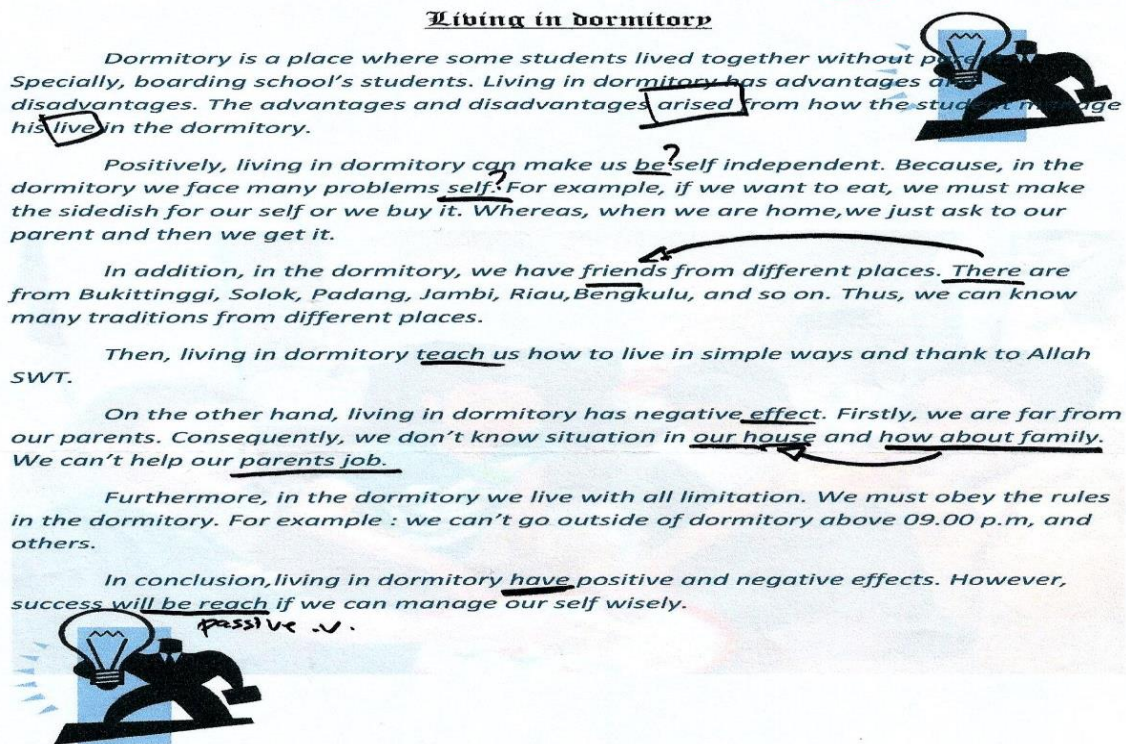 Living in dormitory
Dormitory is a place where some students lived together without
Specially, boarding school's students. Living in dormitory has advantages
disadvantages. The advantages and disadvantages arised from how the student manage
his live in the dormitory.
Positively, living in dormitory can make us be? self independent. Because, in the
dormitory we face many problems self.? For example, if we want to eat, we must make
the sidedish for our self or we buy it. Whereas, when we are home,we just ask to our
parent and then we get it.
In addition, in the dormitory, we have friends from different places. There are
from Bukittinggi, Solok, Padang, Jambi, Riau,Bengkulu, and so on. Thus, we can know
many traditions from different places.
Then, living in dormitory teach us how to live in simple ways and thank to Allah
SWT.
On the other hand, living in dormitory has negative effect. Firstly, we are far from
our parents. Consequently, we don't know situation in our house and how about family.
We can't help our parents job.
Furthermore, in the dormitory we live with all limitation. We must obey the rules
in the dormitory. For example : we can't go outside of dormitory above 09.00 p.m, and
others.
In conclusion,living in dormitory have positive and negative effects. However,
success will be reach if we can manage our self wisely.
passive .v.